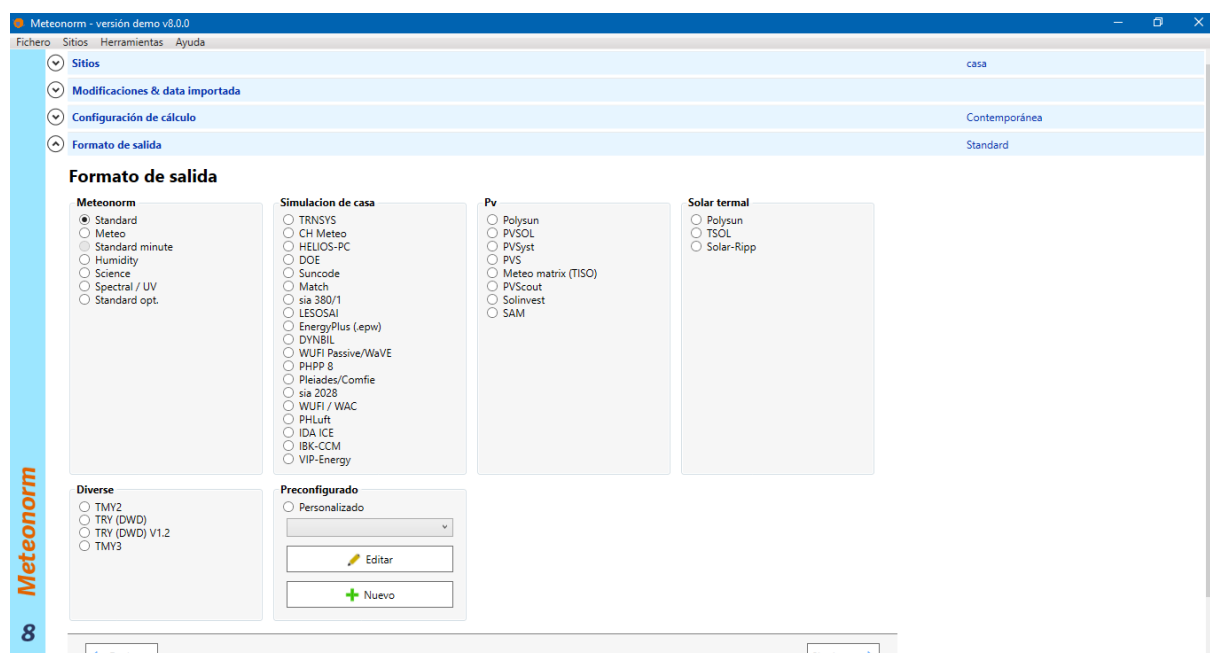 Meteonorm - versión demo v8.0.0
Fichero Sitios Herramientas Ayuda
Sitios casa
Modificaciones & data importada
Configuración de cálculo Contemporánea
Formato de salida Standard
Formato de salida
Meteonorm
Standard
Meteo
Standard minute
Humidity
Science
Spectral / UV
Standard opt.
Simulacion de casa
TRNSYS
CH Meteo
HELIOS-PC
DOE
Suncode
Match
sia 380/1
LESOSAI
EnergyPlus (.epw)
DYNBIL
WUFI Passive/WaVE
PHPP 8
Pleiades/Comfie
sia 2028
WUFI / WAC
PHLuft
IDA ICE
IBK-CCM
VIP-Energy
Pv
Polysun
PVSOL
PVSyst
PVS
Meteo matrix (TISO)
PVScout
Solinvest
SAM
Solar termal
Polysun
TSOL
Solar-Ripp
Diverse
TMY2
TRY (DWD)
TRY (DWD) V1.2
TMY3
Preconfigurado
Personalizado
Editar
Nuevo
Meteonorm
8